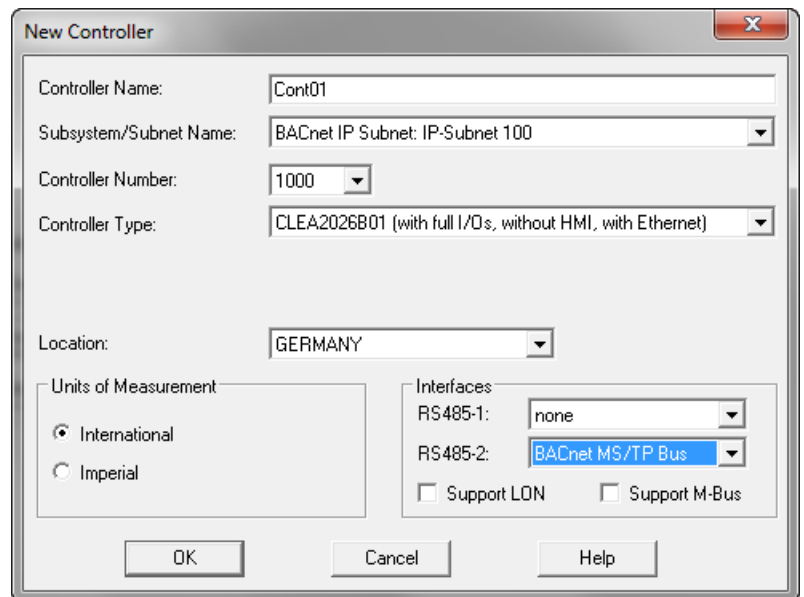 New Controller
Controller Name: Cont01
Subsystem/Subnet Name: BACnet IP Subnet: IP-Subnet 100
Controller Number: 1000
Controller Type: CLEA2026B01 (with full I/Os, without HMI, with Ethernet)
Location: GERMANY
Units of Measurement
International
Imperial
Interfaces
RS485-1: none
RS485-2: BACnet MS/TP Bus
Support LON Support M-Bus
OK Cancel Help